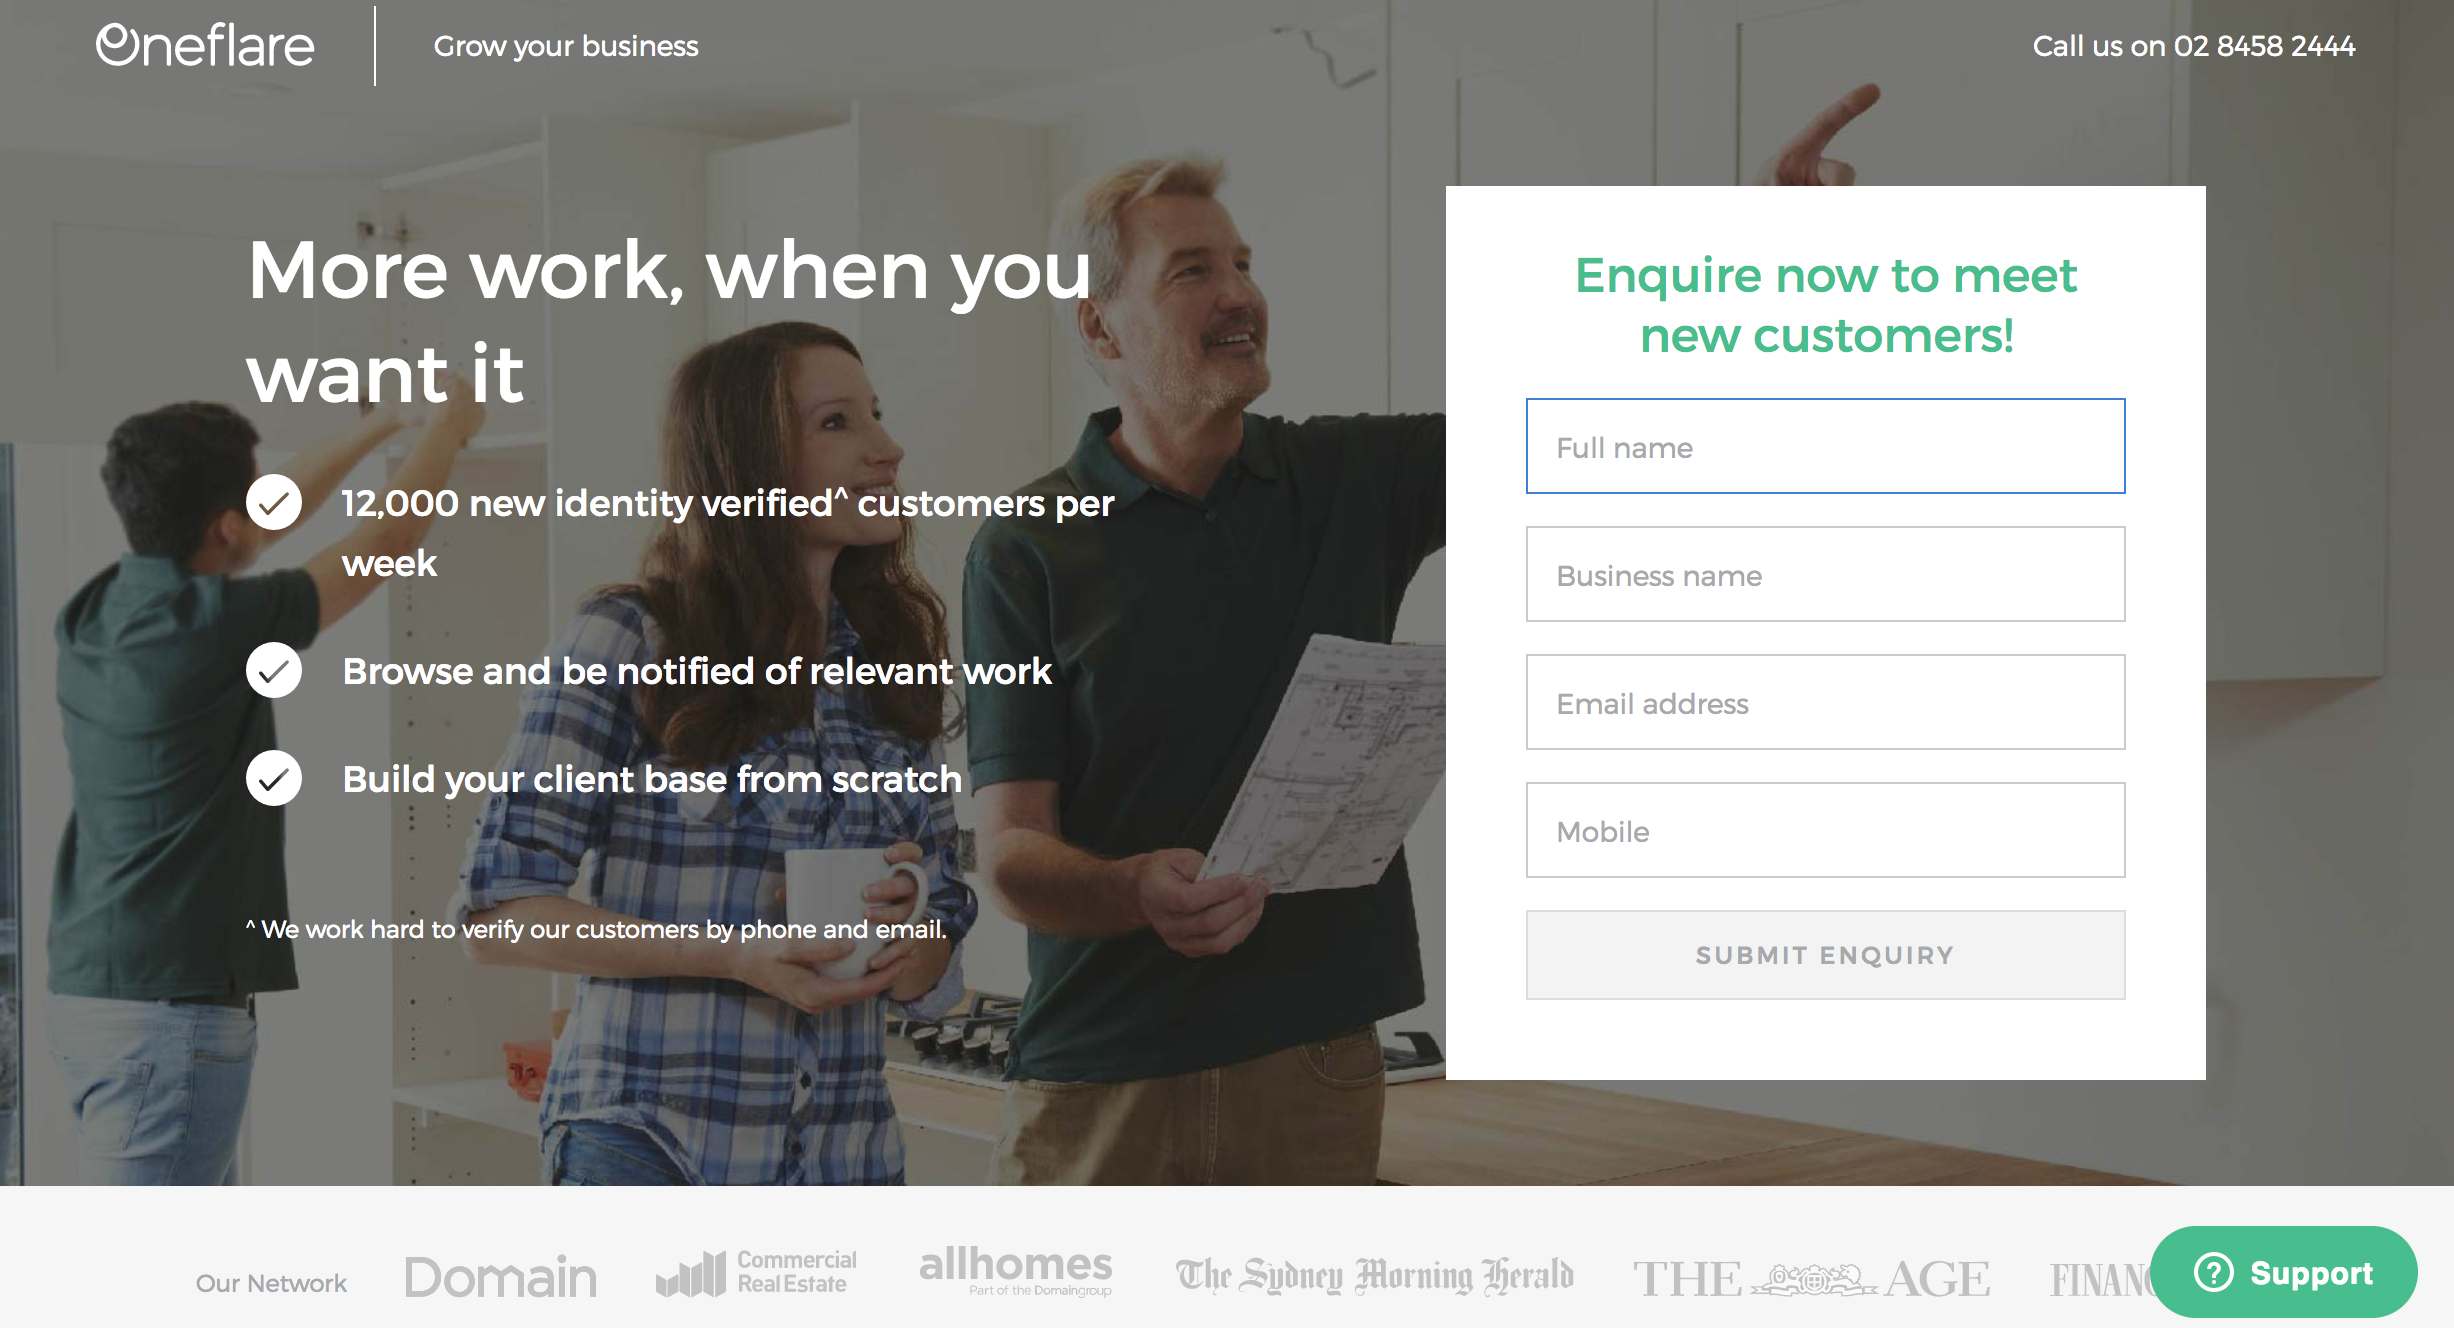 Oneflare
Grow your business
Call us on 02 8458 2444
More work, when you
want it
12,000 new identity verified^ customers per
week
Browse and be notified of relevant work
Build your client base from scratch
^ We work hard to verify our customers by phone and email.
Enquire now to meet
new customers!
Full name
Business name
Email address
Mobile
SUBMIT ENQUIRY
Our Network
Domain
Commercial
Real Estate
allhomes
Part of the Domaingroup
The Sydney Morning Herald
THE AGE
? Support